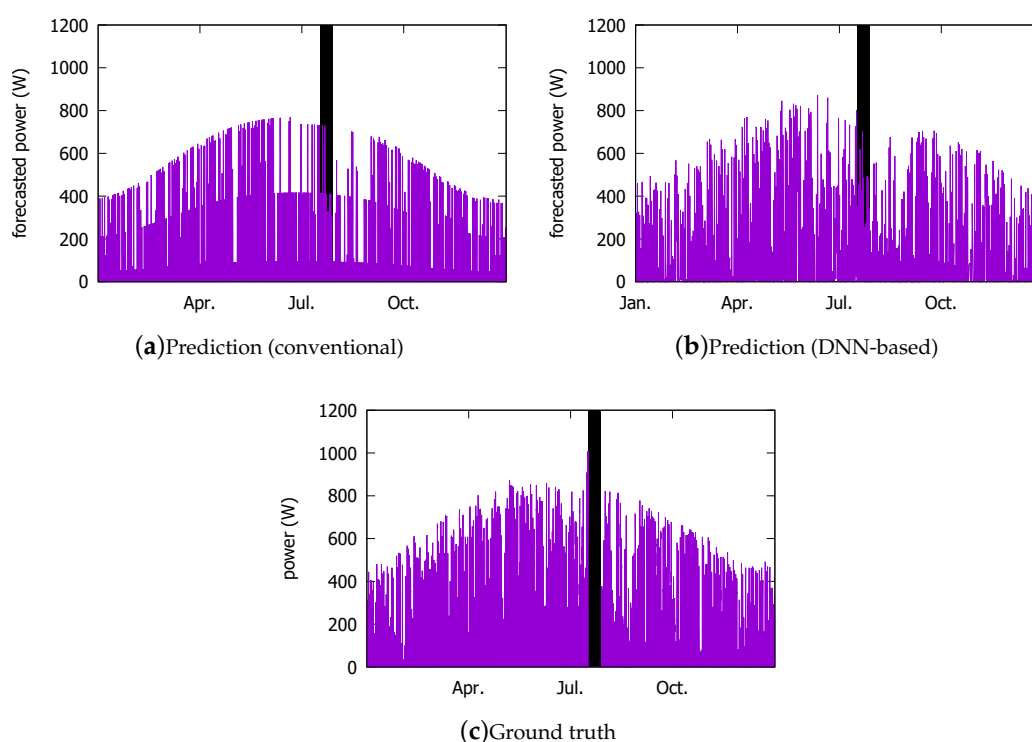 1200
1000
800
600
400
200
0
forecasted power (W)
Apr. Jul. Oct.
(a)Prediction (conventional)
1200
1000
800
600
400
200
0
forecasted power (W)
Jan. Apr. Jul. Oct.
(b)Prediction (DNN-based)
1200
1000
800
600
400
200
0
power (W)
Apr. Jul. Oct.
(c)Ground truth